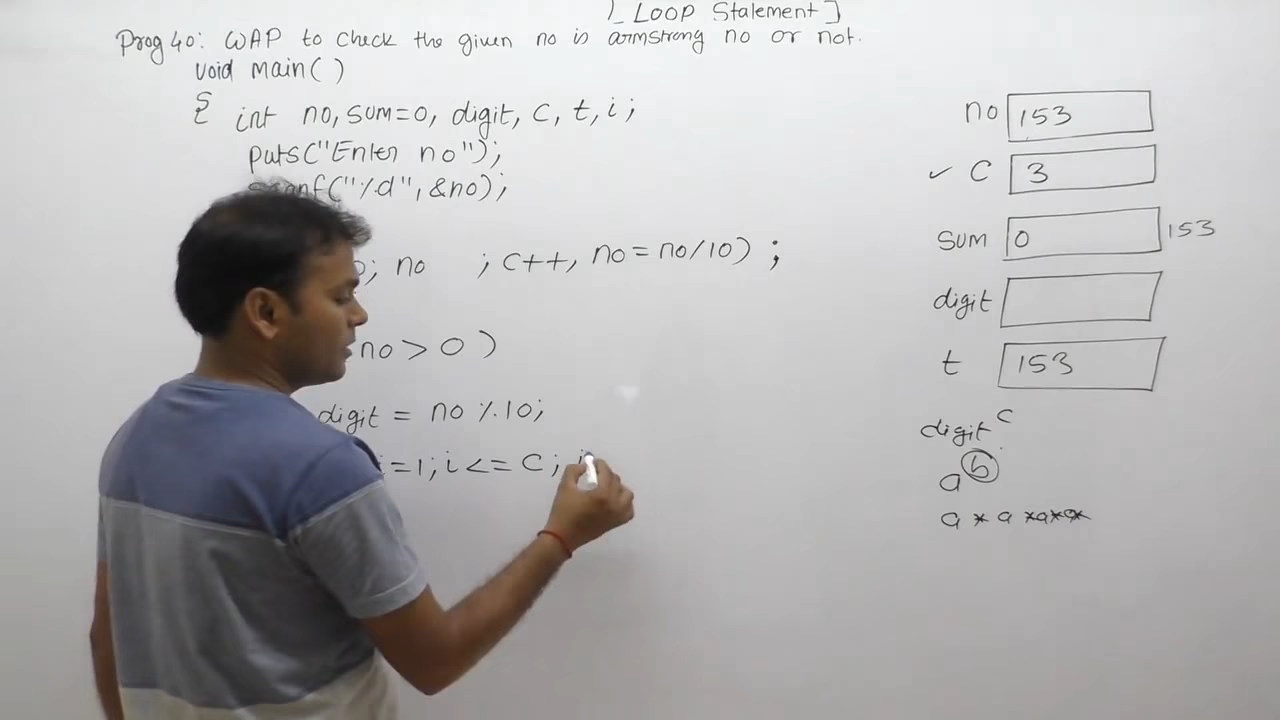 [LOOP Statement]
Prog 40: WAP to check the given no is armstrong no or not.
void main()
{ int no, sum=0, digit, C, t, i;
puts("Enter no");
scanf("%d", &no);
; no ; C++, no=no/10) ;
no > 0 )
digit = no %10;
i=1; i <= C; i
no 153
✓ C 3
sum 0 153
digit
t 153
digit^C
a^b
a * a *a*a*